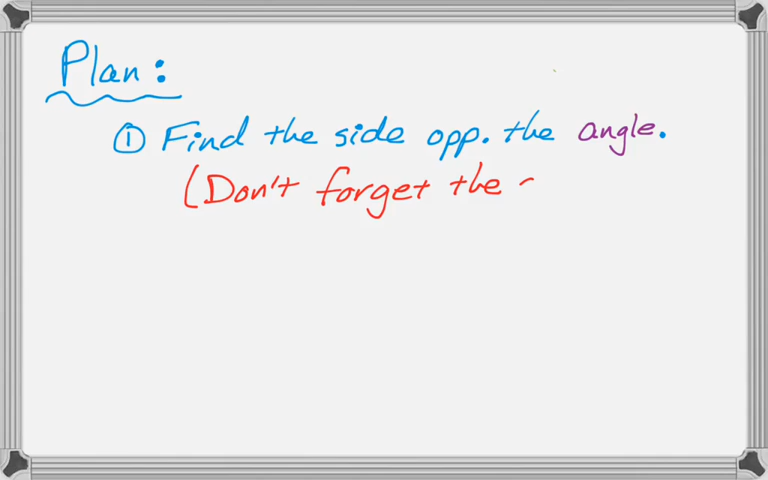 Plan:
① Find the side opp. the angle.
(Don't forget the